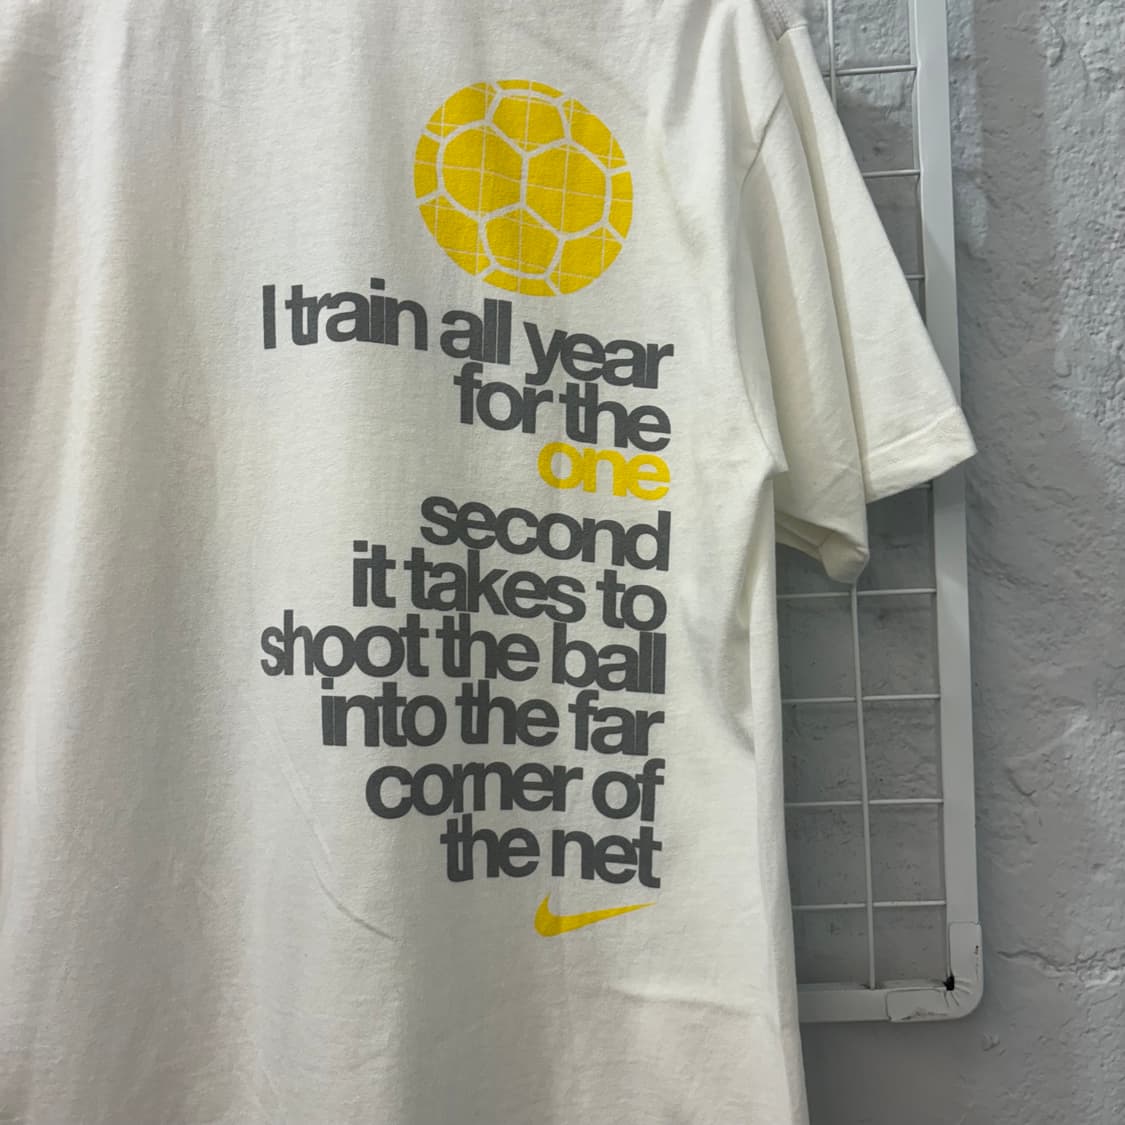 I train all year
for the
one
second
it takes to
shoot the ball
into the far
corner of
the net